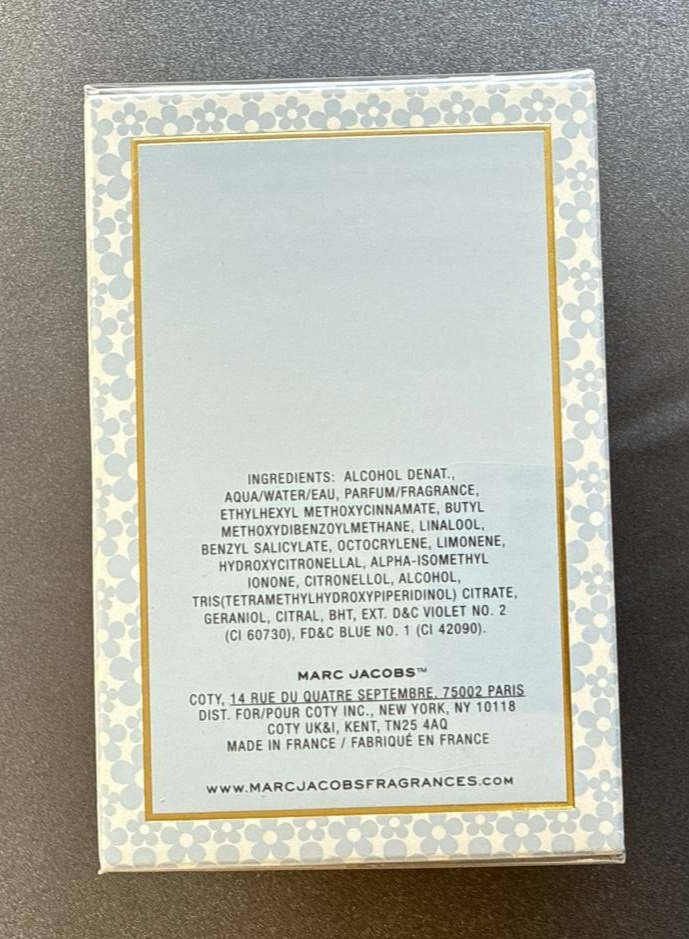 INGREDIENTS: ALCOHOL DENAT.,
AQUA/WATER/EAU, PARFUM/FRAGRANCE,
ETHYLHEXYL METHOXYCINNAMATE, BUTYL
METHOXYDIBENZOYLMETHANE, LINALOOL,
BENZYL SALICYLATE, OCTOCRYLENE, LIMONENE,
HYDROXYCITRONELLAL, ALPHA-ISOMETHYL
IONONE, CITRONELLOL, ALCOHOL,
TRIS(TETRAMETHYLHYDROXYPIPERIDINOL) CITRATE,
GERANIOL, CITRAL, BHT, EXT. D&C VIOLET NO. 2
(CI 60730), FD&C BLUE NO. 1 (CI 42090).
MARC JACOBS™
COTY, 14 RUE DU QUATRE SEPTEMBRE, 75002 PARIS
DIST. FOR/POUR COTY INC., NEW YORK, NY 10118
COTY UK&I, KENT, TN25 4AQ
MADE IN FRANCE / FABRIQUÉ EN FRANCE
WWW.MARCJACOBSFRAGRANCES.COM